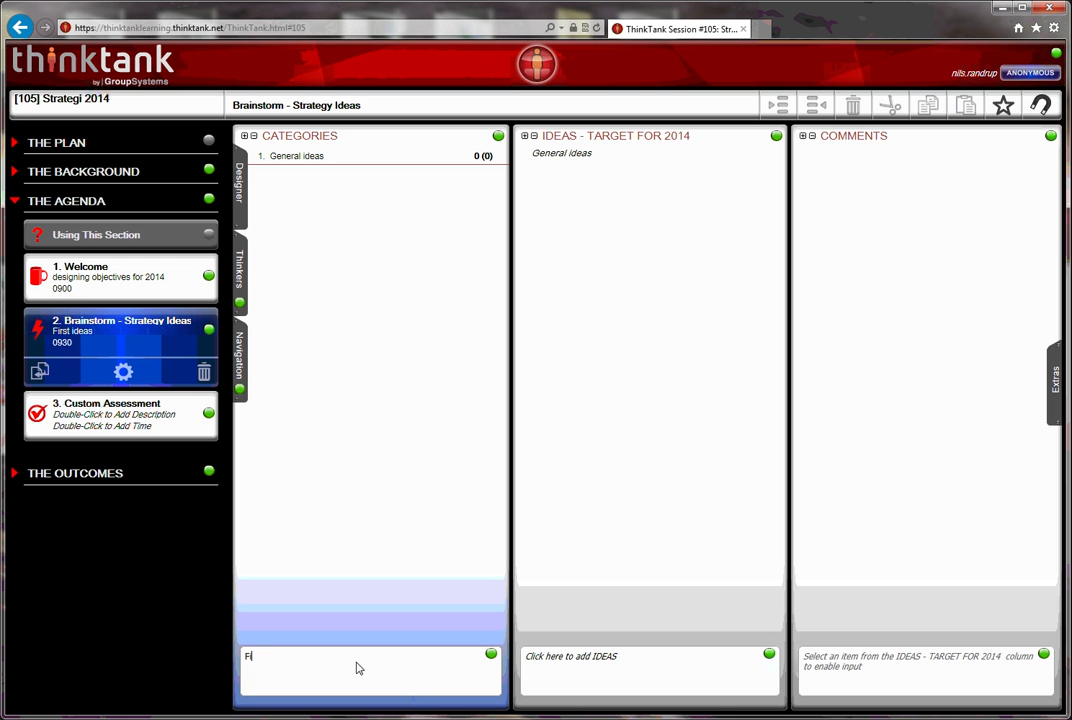 https://thinktanklearning.thinktank.net/ThinkTank.html#105
ThinkTank Session #105: Str...
thinktank
by GroupSystems
nils.randrup
ANONYMOUS
[105] Strategi 2014
Brainstorm - Strategy Ideas
THE PLAN
THE BACKGROUND
THE AGENDA
Using This Section
1. Welcome
designing objectives for 2014
0900
2. Brainstorm - Strategy Ideas
First ideas
0930
3. Custom Assessment
Double-Click to Add Description
Double-Click to Add Time
THE OUTCOMES
Designer
Thinkers
Navigation
CATEGORIES
1. General ideas 0 (0)
Fi
IDEAS - TARGET FOR 2014
General ideas
Click here to add IDEAS
COMMENTS
Extras
Select an item from the IDEAS - TARGET FOR 2014 column
to enable input